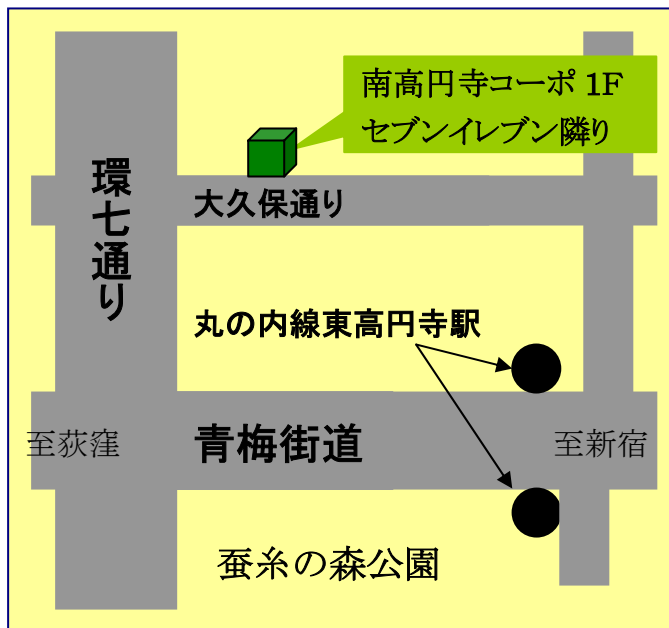 南高円寺コーポ 1F
セブンイレブン隣り
環七通り
大久保通り
丸の内線東高円寺駅
至荻窪
青梅街道
至新宿
蚕糸の森公園